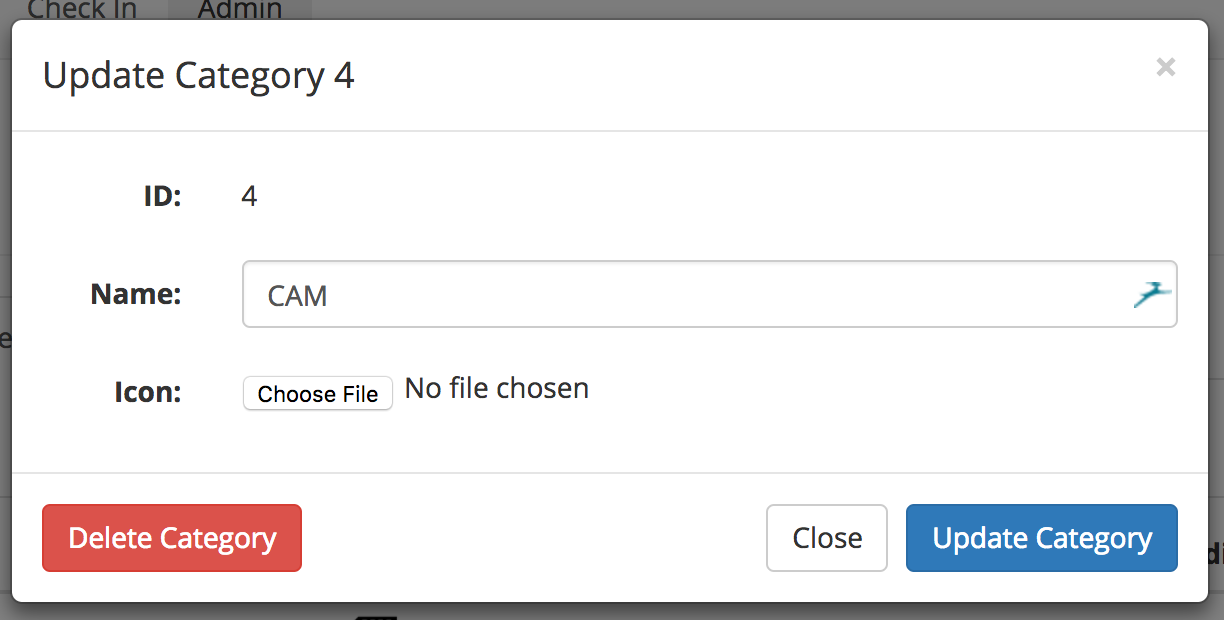 Check In Admin
Update Category 4
×
ID: 4
Name: CAM
Icon: Choose File No file chosen
Delete Category Close Update Category